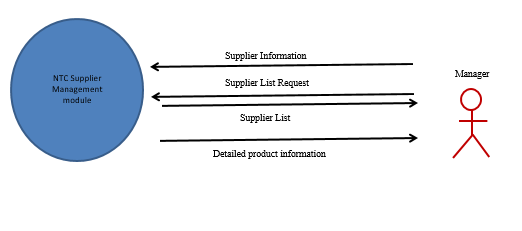 Supplier Information
NTC Supplier
Management
module
Supplier List Request
Manager
Supplier List
Detailed product information